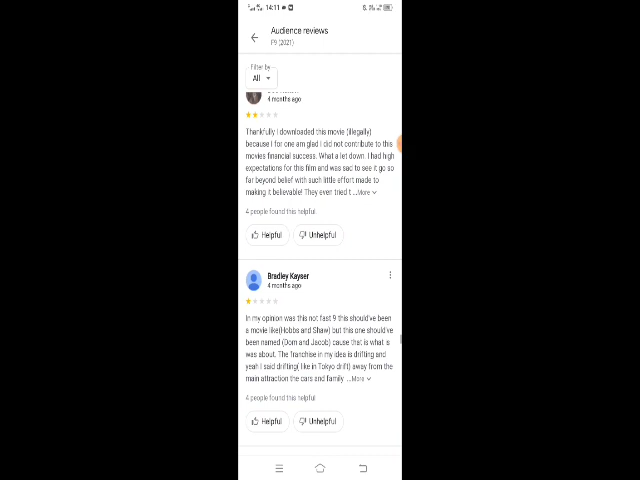 14:11
Audience reviews
F9 (2021)
Filter by
All
4 months ago
Thankfully I downloaded this movie (illegally)
because I for one am glad I did not contribute to this
movies financial success. What a let down. I had high
expectations for this film and was sad to see it go so
far beyond belief with such little effort made to
making it believable! They even tried t ...More
4 people found this helpful.
Helpful
Unhelpful
Bradley Kayser
4 months ago
In my opinion was this not fast 9 this should've been
a movie like(Hobbs and Shaw) but this one should've
been named (Dom and Jacob) cause that is what is
was about. The franchise in my idea is drifting and
yeah I said drifting( like in Tokyo drift) away from the
main attraction the cars and family ...More
4 people found this helpful.
Helpful
Unhelpful